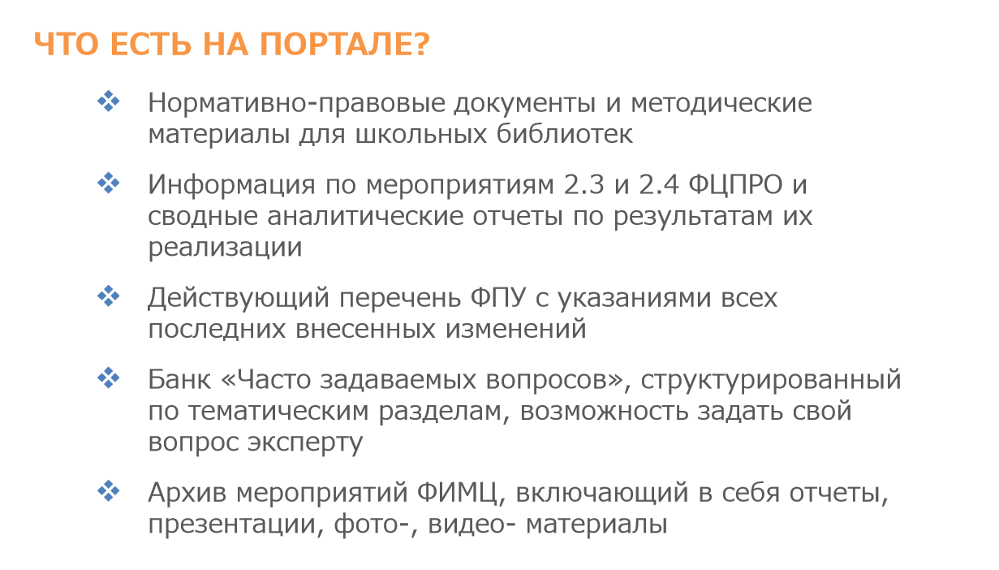 ЧТО ЕСТЬ НА ПОРТАЛЕ?
Нормативно-правовые документы и методические
материалы для школьных библиотек
Информация по мероприятиям 2.3 и 2.4 ФЦПРО и
сводные аналитические отчеты по результатам их
реализации
Действующий перечень ФПУ с указаниями всех
последних внесенных изменений
Банк «Часто задаваемых вопросов», структурированный
по тематическим разделам, возможность задать свой
вопрос эксперту
Архив мероприятий ФИМЦ, включающий в себя отчеты,
презентации, фото-, видео- материалы